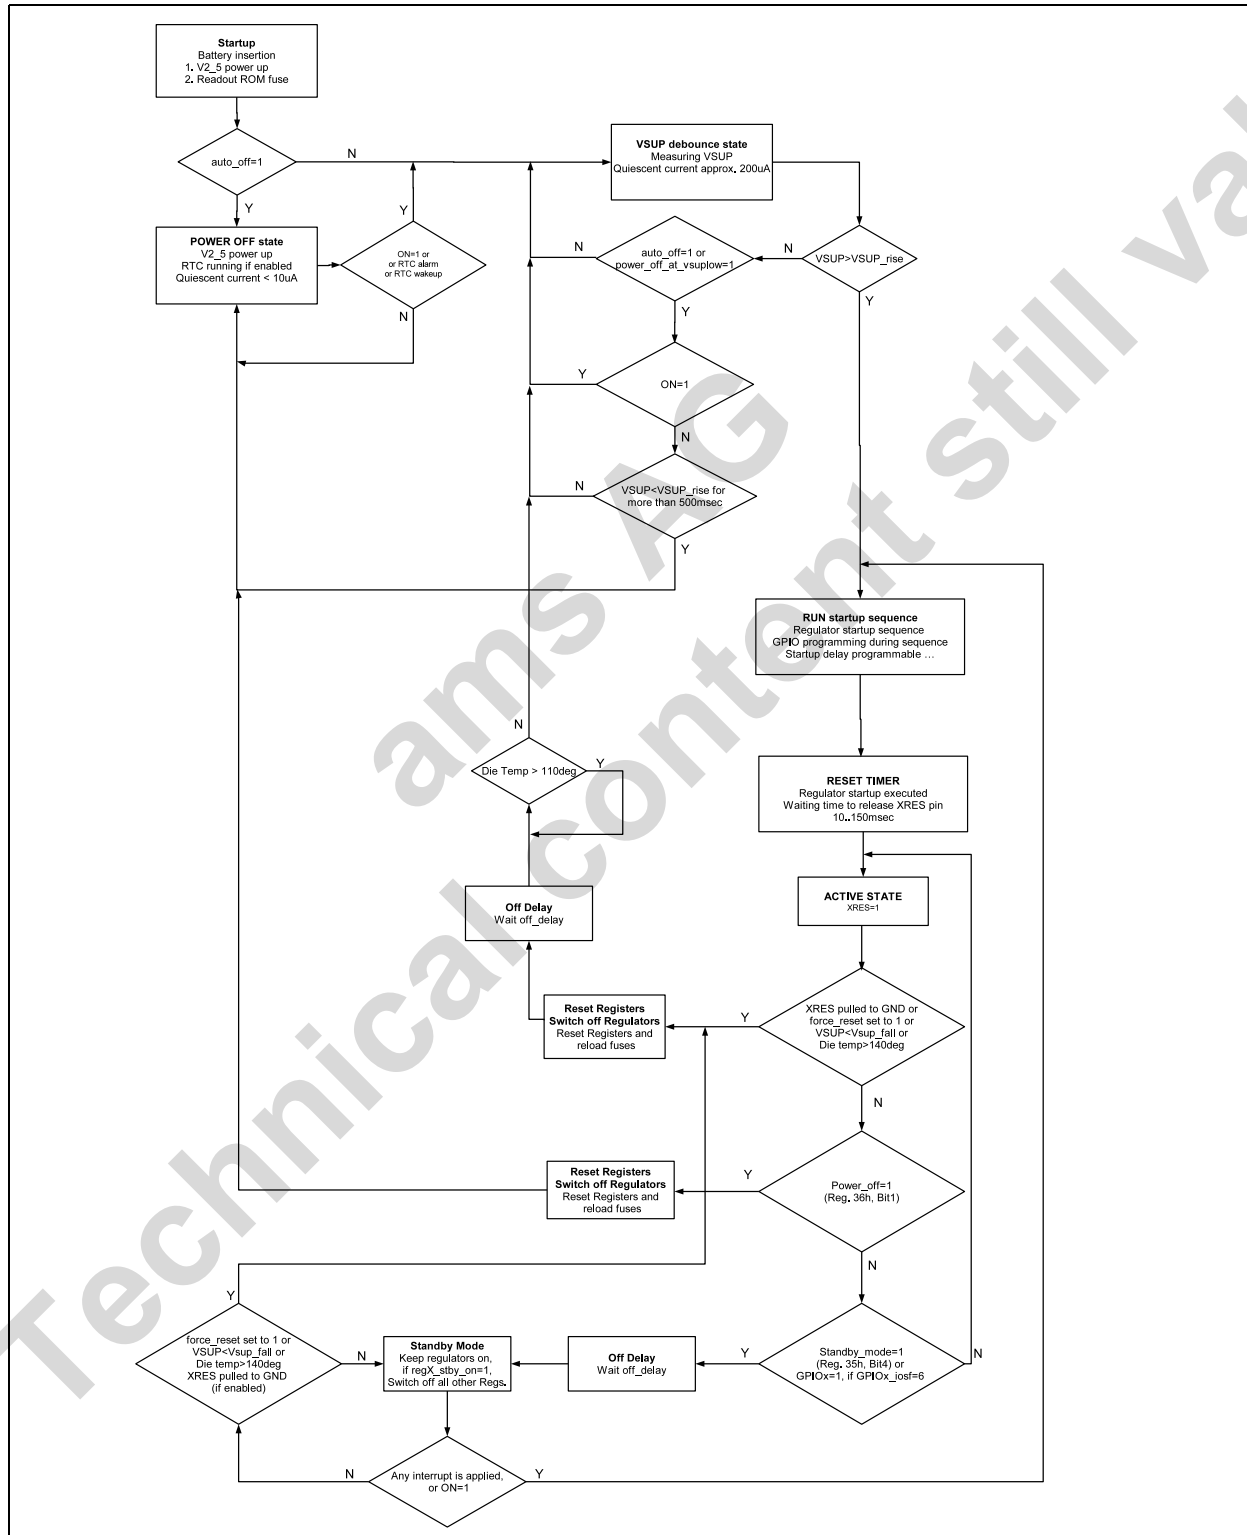 Startup
Battery insertion
1. V2_5 power up
2. Readout ROM fuse
auto_off=1
N
Y
VSUP debounce state
Measuring VSUP
Quiescent current approx. 200uA
POWER OFF state
V2_5 power up
RTC running if enabled
Quiescent current < 10uA
Y
ON=1 or
or RTC alarm
or RTC wakeup
N
N
auto_off=1 or
power_off_at_vsuplow=1
Y
N
VSUP>VSUP_rise
Y
Y
ON=1
N
N
VSUP<VSUP_rise for
more than 500msec
Y
RUN startup sequence
Regulator startup sequence
GPIO programming during sequence
Startup delay programmable ...
N
Die Temp > 110deg
Y
RESET TIMER
Regulator startup executed
Waiting time to release XRES pin
10..150msec
Off Delay
Wait off_delay
ACTIVE STATE
XRES=1
Reset Registers
Switch off Regulators
Reset Registers and
reload fuses
Y
XRES pulled to GND or
force_reset set to 1 or
VSUP<Vsup_fall or
Die temp>140deg
N
Reset Registers
Switch off Regulators
Reset Registers and
reload fuses
Y
Power_off=1
(Reg. 36h, Bit1)
N
Y
force_reset set to 1 or
VSUP<Vsup_fall or
Die temp>140deg
XRES pulled to GND
(if enabled)
N
Standby Mode
Keep regulators on,
if regX_stby_on=1,
Switch off all other Regs.
Off Delay
Wait off_delay
Y
Standby_mode=1
(Reg. 35h, Bit4) or
GPIOx=1, if GPIOx_iosf=6
N
N
Any interrupt is applied,
or ON=1
Y
ams AG
Technical content still